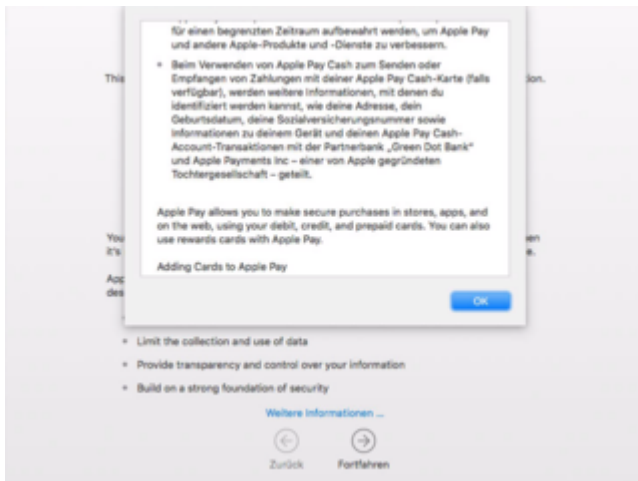 für einen begrenzten Zeitraum aufbewahrt werden, um Apple Pay
und andere Apple-Produkte und -Dienste zu verbessern.
Beim Verwenden von Apple Pay Cash zum Senden oder
Empfangen von Zahlungen mit deiner Apple Pay Cash-Karte (falls
verfügbar), werden weitere Informationen, mit denen du
identifiziert werden kannst, wie deine Adresse, dein
Geburtsdatum, deine Sozialversicherungsnummer sowie
Informationen zu deinem Gerät und deinen Apple Pay Cash-
Account-Transaktionen mit der Partnerbank „Green Dot Bank“
und Apple Payments Inc – einer von Apple gegründeten
Tochtergesellschaft – geteilt.
Apple Pay allows you to make secure purchases in stores, apps, and
on the web, using your debit, credit, and prepaid cards. You can also
use rewards cards with Apple Pay.
Adding Cards to Apple Pay
OK
This
You
it's
App
des
Limit the collection and use of data
Provide transparency and control over your information
Build on a strong foundation of security
Weitere Informationen ...
Zurück Fortfahren